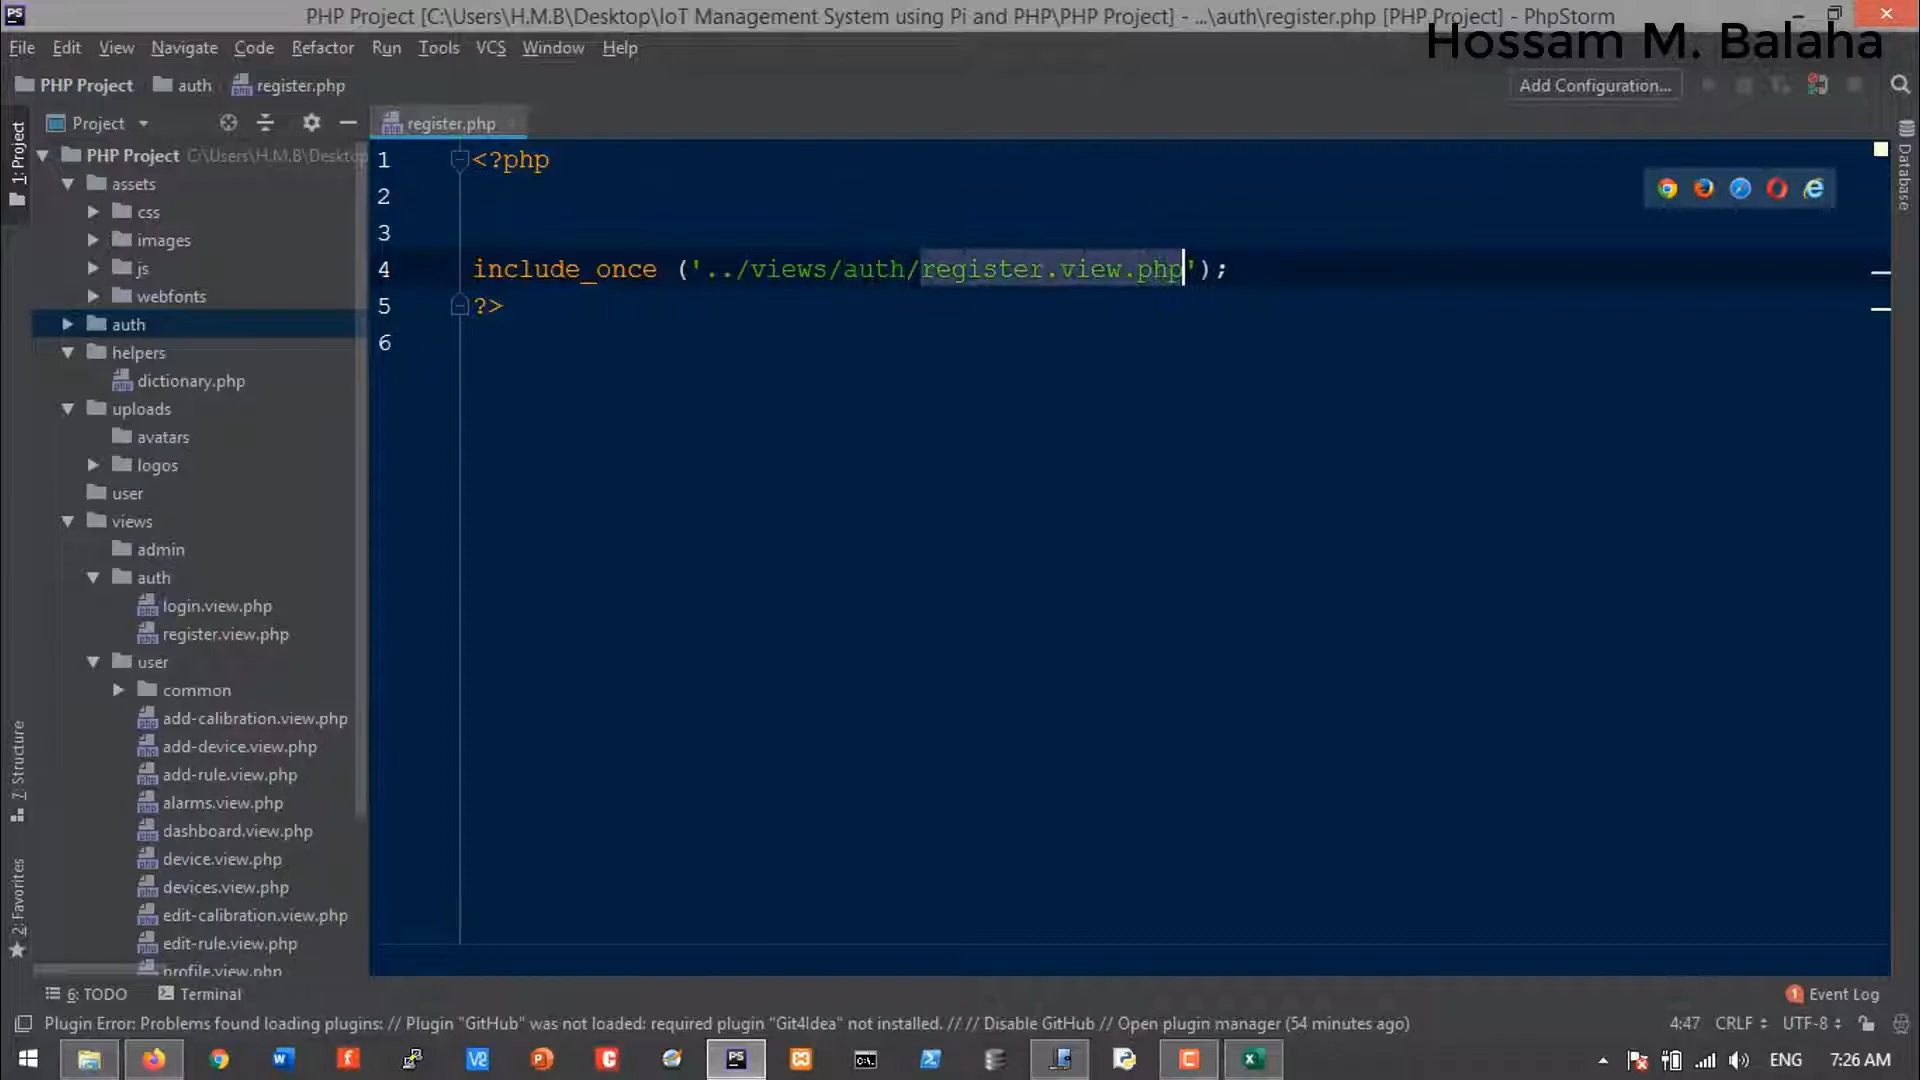 PS PHP Project [C:\Users\H.M.B\Desktop\IoT Management System using Pi and PHP\PHP Project] - ...\auth\register.php [PHP Project] - PhpStorm
Hossam M. Balaha
File Edit View Navigate Code Refactor Run Tools VCS Window Help
PHP Project auth register.php Add Configuration...
Project register.php
1: Project
Database
7: Structure
2: Favorites
PHP Project C:\Users\H.M.B\Desktop
assets
css
images
js
webfonts
auth
helpers
dictionary.php
uploads
avatars
logos
user
views
admin
auth
login.view.php
register.view.php
user
common
add-calibration.view.php
add-device.view.php
add-rule.view.php
alarms.view.php
dashboard.view.php
device.view.php
devices.view.php
edit-calibration.view.php
edit-rule.view.php
profile.view.php
1 <?php
2
3
4 include_once ('../views/auth/register.view.php');
5 ?>
6
6: TODO Terminal 1 Event Log
Plugin Error: Problems found loading plugins: // Plugin "GitHub" was not loaded: required plugin "Git4Idea" not installed. // // Disable GitHub // Open plugin manager (54 minutes ago) 4:47 CRLF UTF-8
ENG 7:26 AM